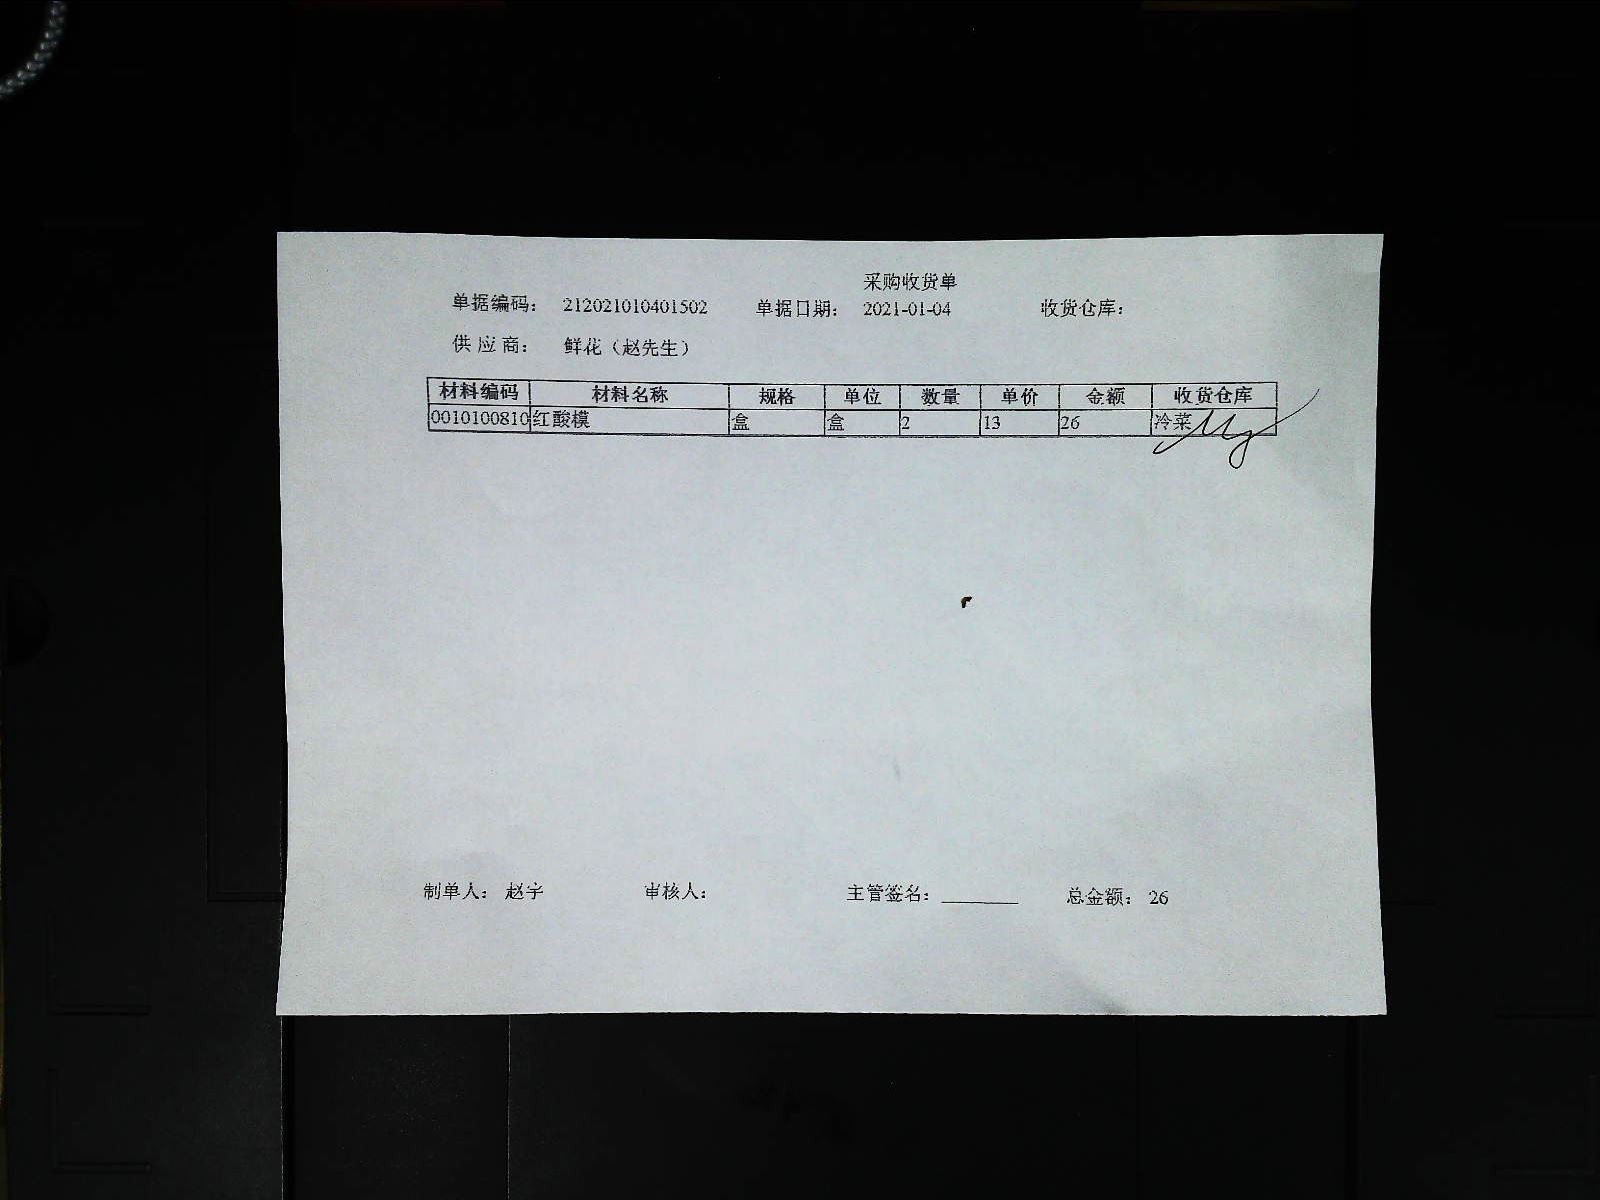 采购收货单
单据编码： 212021010401502 单据日期： 2021-01-04 收货仓库：
供应商： 鲜花（赵先生）
材料编码 材料名称 规格 单位 数量 单价 金额 收货仓库
0010100810 红酸模 盒 盒 2 13 26 冷菜
制单人： 赵宇 审核人： 主管签名： 总金额： 26